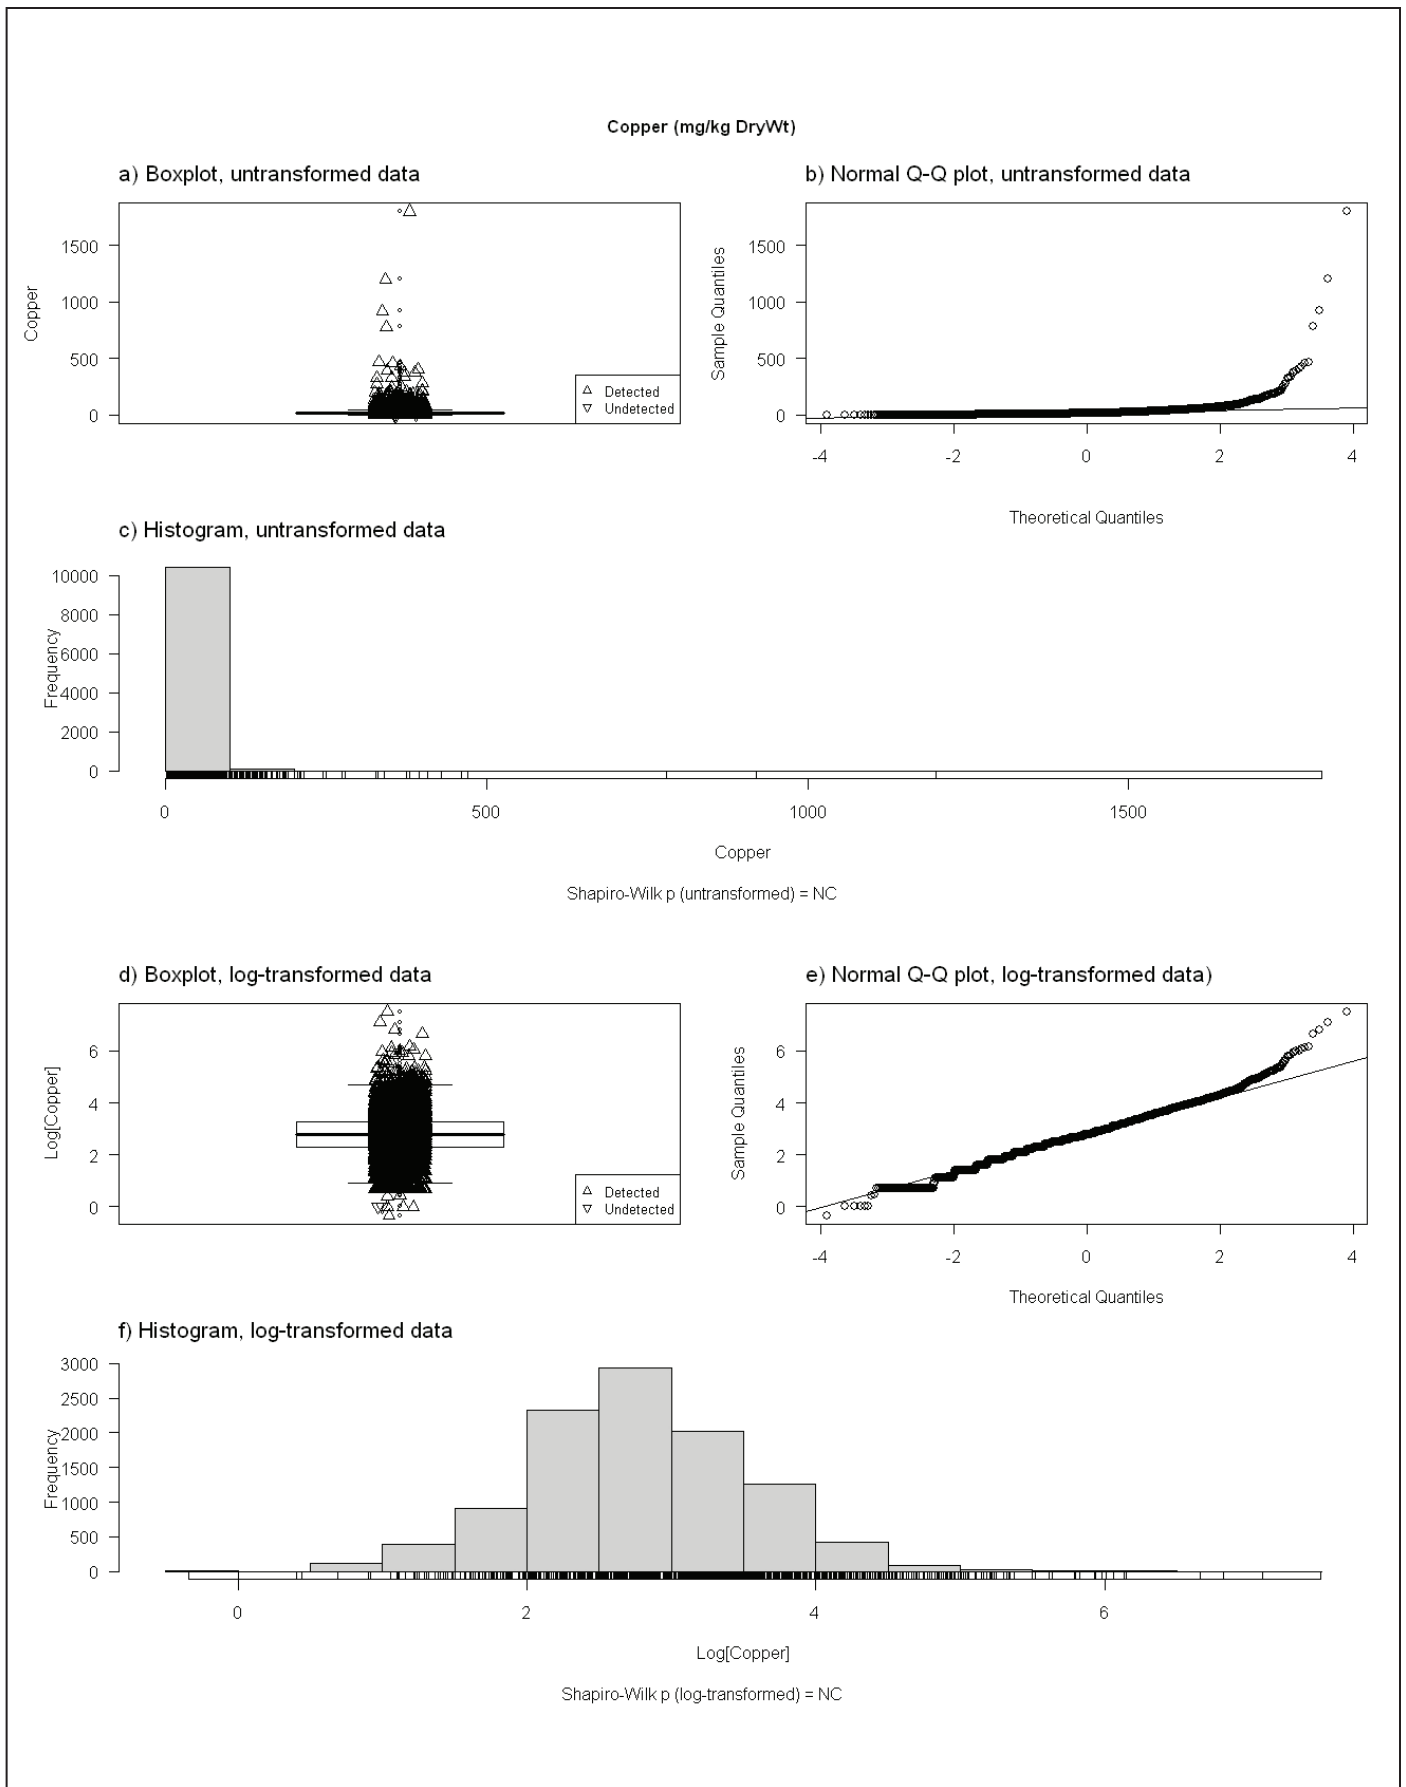 Copper (mg/kg DryWt)
a) Boxplot, untransformed data
Copper
1500
1000
500
0
Detected
Undetected
b) Normal Q-Q plot, untransformed data
Sample Quantiles
1500
1000
500
0
-4 -2 0 2 4
Theoretical Quantiles
c) Histogram, untransformed data
Frequency
10000
8000
6000
4000
2000
0
0 500 1000 1500
Copper
Shapiro-Wilk p (untransformed) = NC
d) Boxplot, log-transformed data
Log[Copper]
6
4
2
0
Detected
Undetected
e) Normal Q-Q plot, log-transformed data)
Sample Quantiles
6
4
2
0
-4 -2 0 2 4
Theoretical Quantiles
f) Histogram, log-transformed data
Frequency
3000
2500
2000
1500
1000
500
0
0 2 4 6
Log[Copper]
Shapiro-Wilk p (log-transformed) = NC